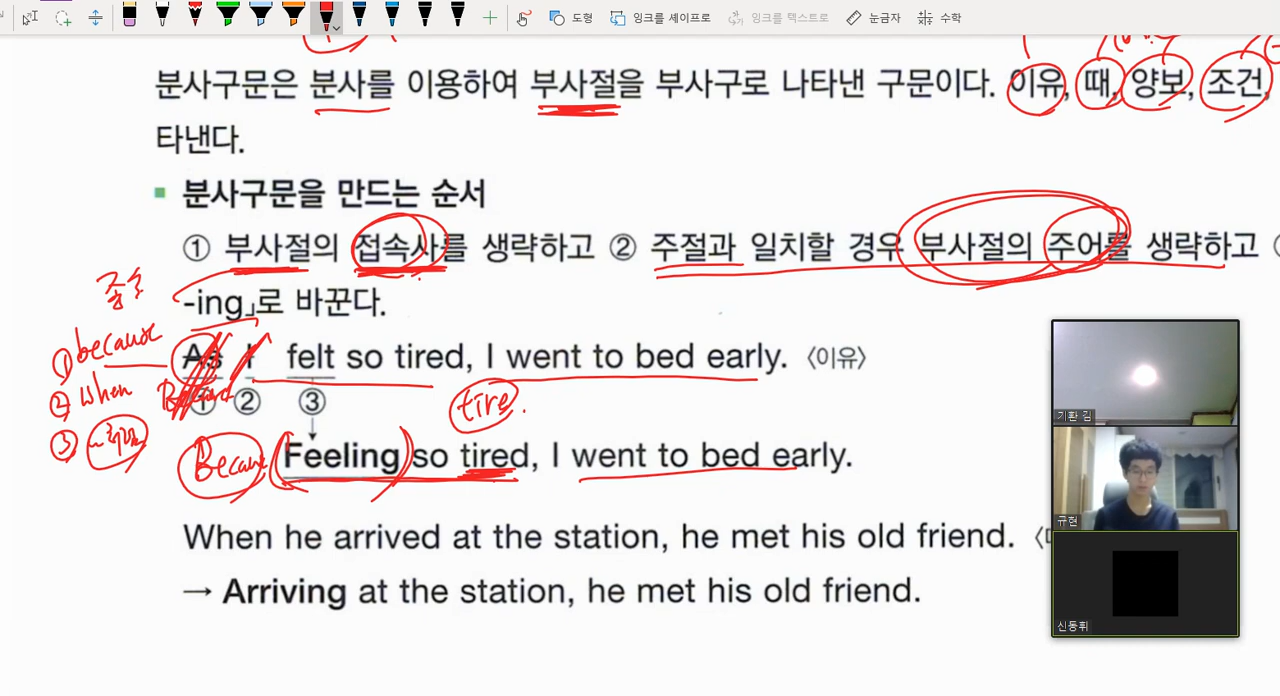 도형 잉크를 셰이프로 잉크를 텍스트로 눈금자 수학
분사구문은 분사를 이용하여 부사절을 부사구로 나타낸 구문이다. 이유, 때, 양보, 조건,
타낸다.
분사구문을 만드는 순서
① 부사절의 접속사를 생략하고 ② 주절과 일치할 경우 부사절의 주어를 생략하고
-ing」로 바꾼다.
① because
As I felt so tired, I went to bed early. 〈이유〉
② When
① ② ③
tire.
③
Because Feeling so tired, I went to bed early.
When he arrived at the station, he met his old friend.
→ Arriving at the station, he met his old friend.
기환 김
규현
신동휘